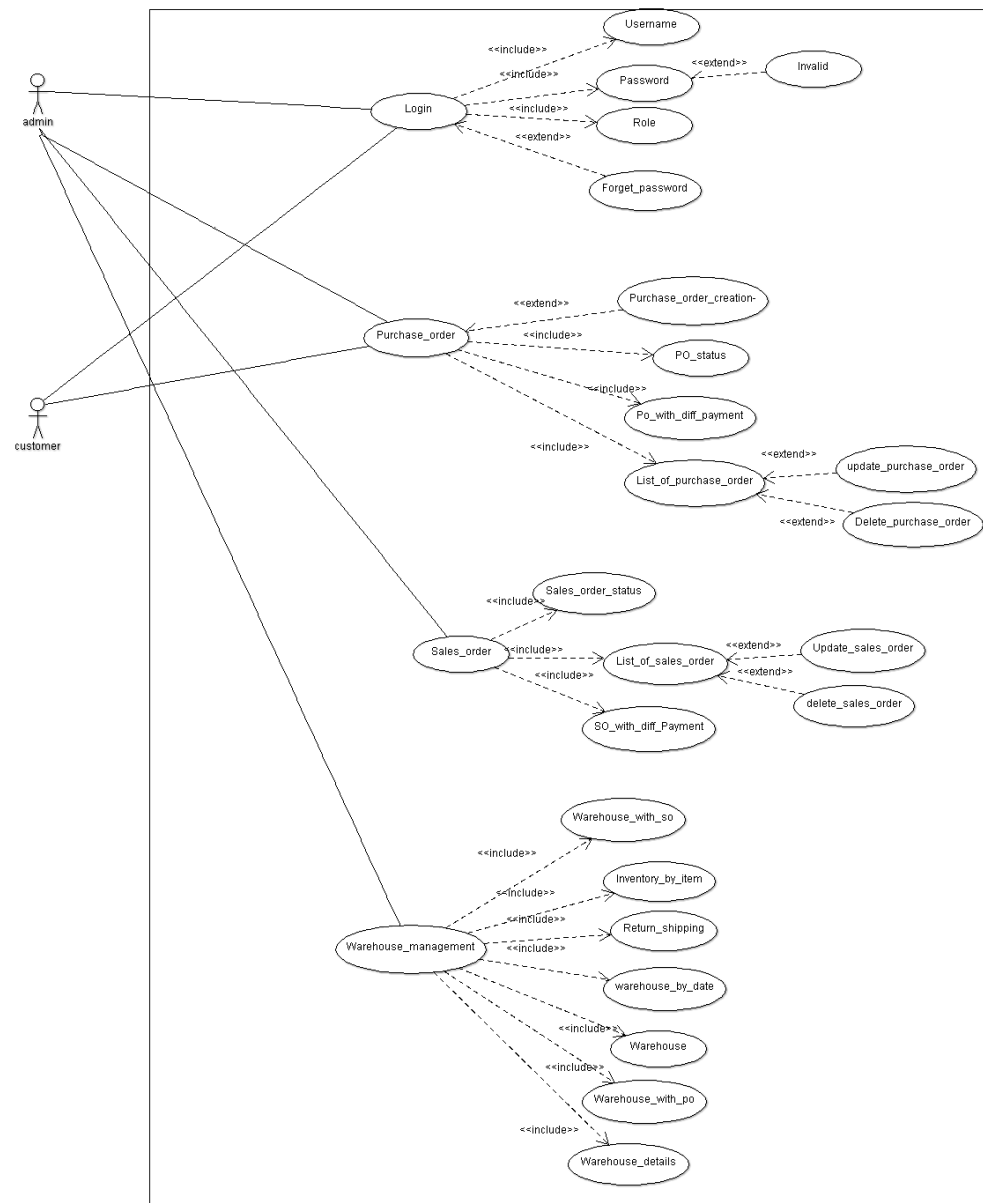 Username
<<include>>
<<extend>>
Invalid
<<include>>
Password
admin
Login
<<include>>
Role
<<extend>>
Forget_password
<<extend>>
Purchase_order_creation-
Purchase_order
<<include>>
PO_status
<<include>>
Po_with_diff_payment
customer
<<include>>
<<extend>>
update_purchase_order
List_of_purchase_order
<<extend>>
Delete_purchase_order
Sales_order_status
<<include>>
Sales_order
<<include>>
List_of_sales_order
<<extend>>
Update_sales_order
<<extend>>
<<include>>
delete_sales_order
SO_with_diff_Payment
Warehouse_with_so
<<include>>
Inventory_by_item
<<include>>
<<include>>
Return_shipping
Warehouse_management
<<include>>
warehouse_by_date
<<include>>
Warehouse
<<include>>
Warehouse_with_po
<<include>>
Warehouse_details